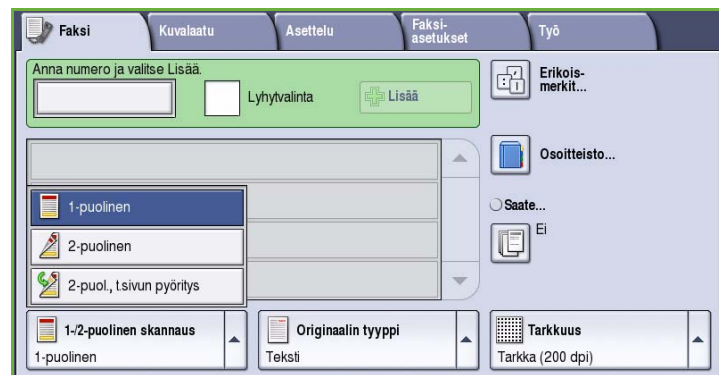 Faksi
Kuvalaatu
Asettelu
Faksi-
asetukset
Työ
Anna numero ja valitse Lisää.
Lyhytvalinta
Lisää
Erikois-
merkit...
Osoitteisto...
Saate...
Ei
1-puolinen
2-puolinen
2-puol., t.sivun pyöritys
1-/2-puolinen skannaus
1-puolinen
Originaalin tyyppi
Teksti
Tarkkuus
Tarkka (200 dpi)